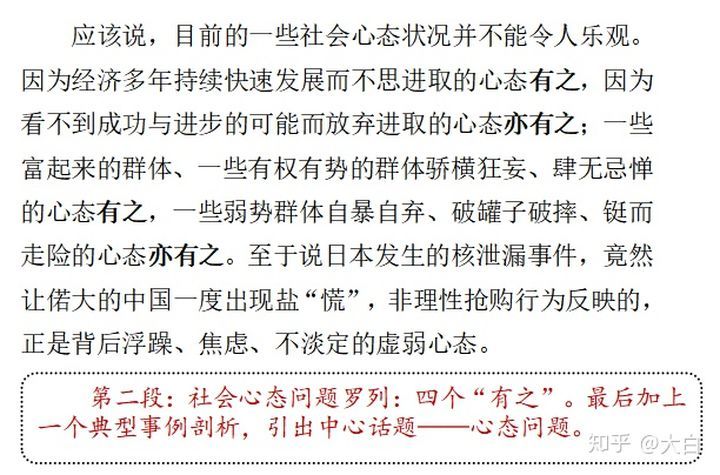 应该说，目前的一些社会心态状况并不能令人乐观。
因为经济多年持续快速发展而不思进取的心态有之，因为
看不到成功与进步的可能而放弃进取的心态亦有之；一些
富起来的群体、一些有权有势的群体骄横狂妄、肆无忌惮
的心态有之，一些弱势群体自暴自弃、破罐子破摔、铤而
走险的心态亦有之。至于说日本发生的核泄漏事件，竟然
让偌大的中国一度出现盐“慌”，非理性抢购行为反映的，
正是背后浮躁、焦虑、不淡定的虚弱心态。
第二段：社会心态问题罗列：四个“有之”。最后加上
一个典型事例剖析，引出中心话题——心态问题。
知乎 @大白